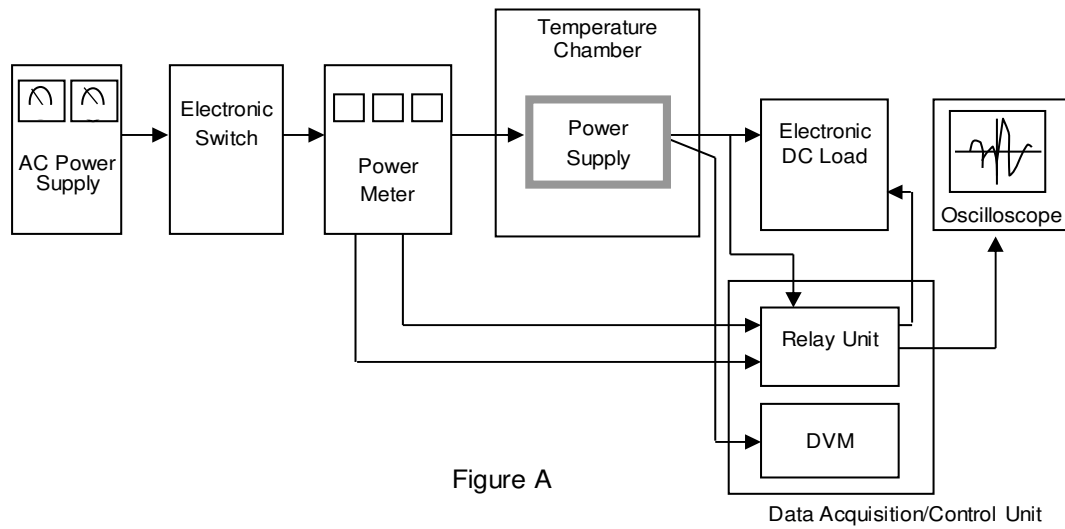 Temperature
Chamber
AC Power
Supply
Electronic
Switch
Power
Meter
Power
Supply
Electronic
DC Load
Oscilloscope
Relay Unit
DVM
Figure A
Data Acquisition/Control Unit